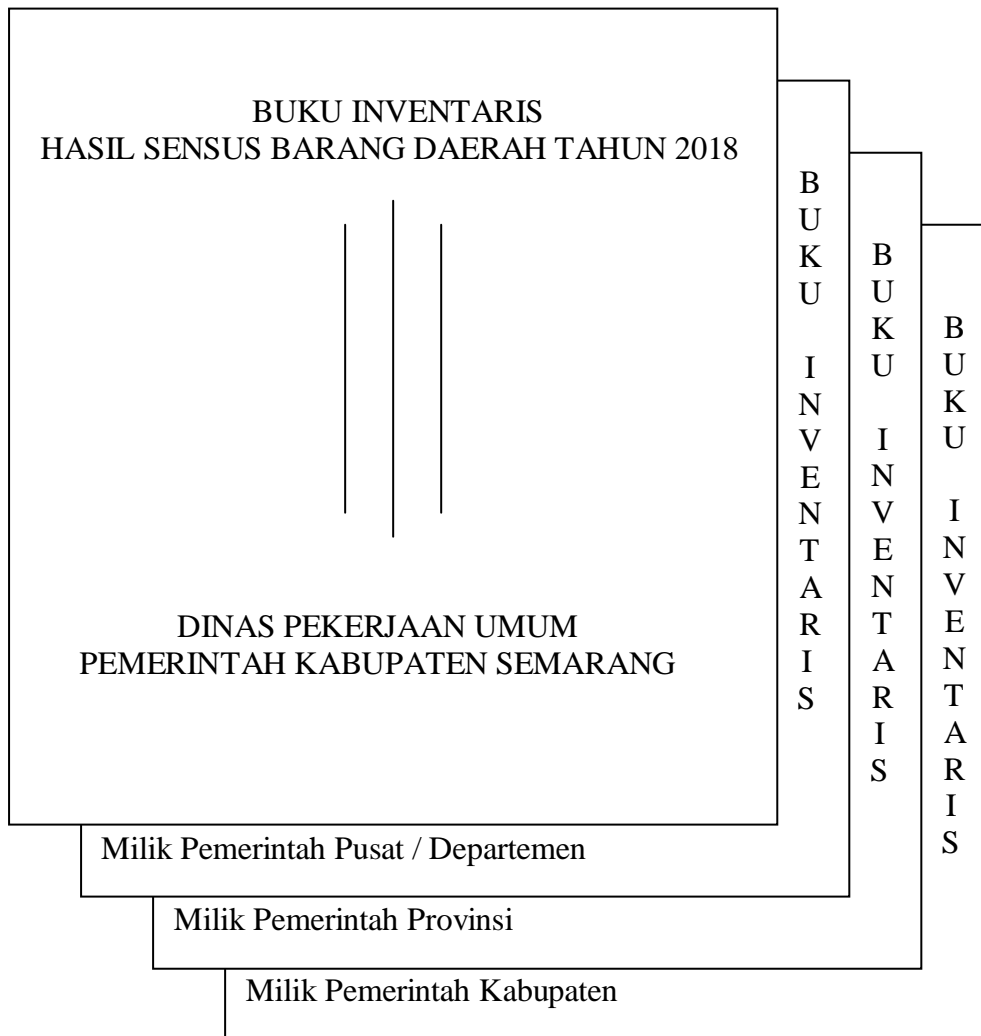 BUKU INVENTARIS
HASIL SENSUS BARANG DAERAH TAHUN 2018
DINAS PEKERJAAN UMUM
PEMERINTAH KABUPATEN SEMARANG
BUKU INVENTARIS
Milik Pemerintah Pusat / Departemen
BUKU INVENTARIS
Milik Pemerintah Provinsi
BUKU INVENTARIS
Milik Pemerintah Kabupaten